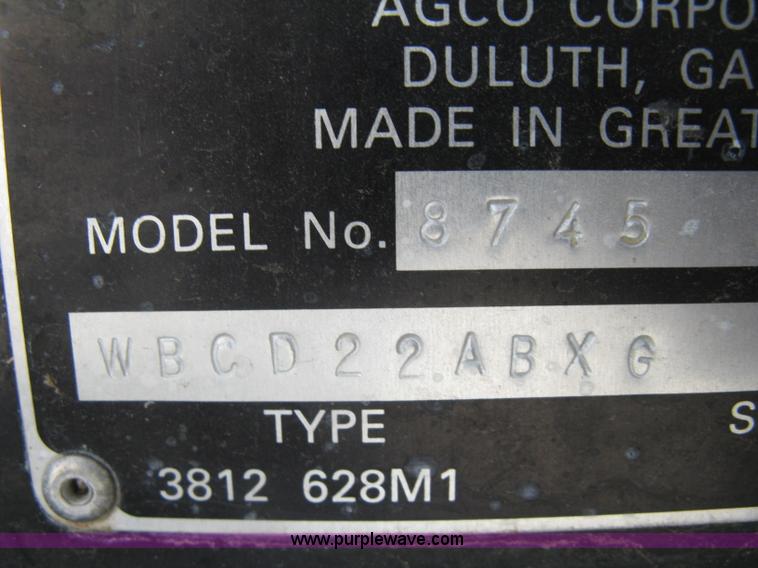 AGCO CORPO
DULUTH, GA
MADE IN GREAT
MODEL No. 8745
WBCD22ABXG
TYPE S
3812 628M1
www.purplewave.com